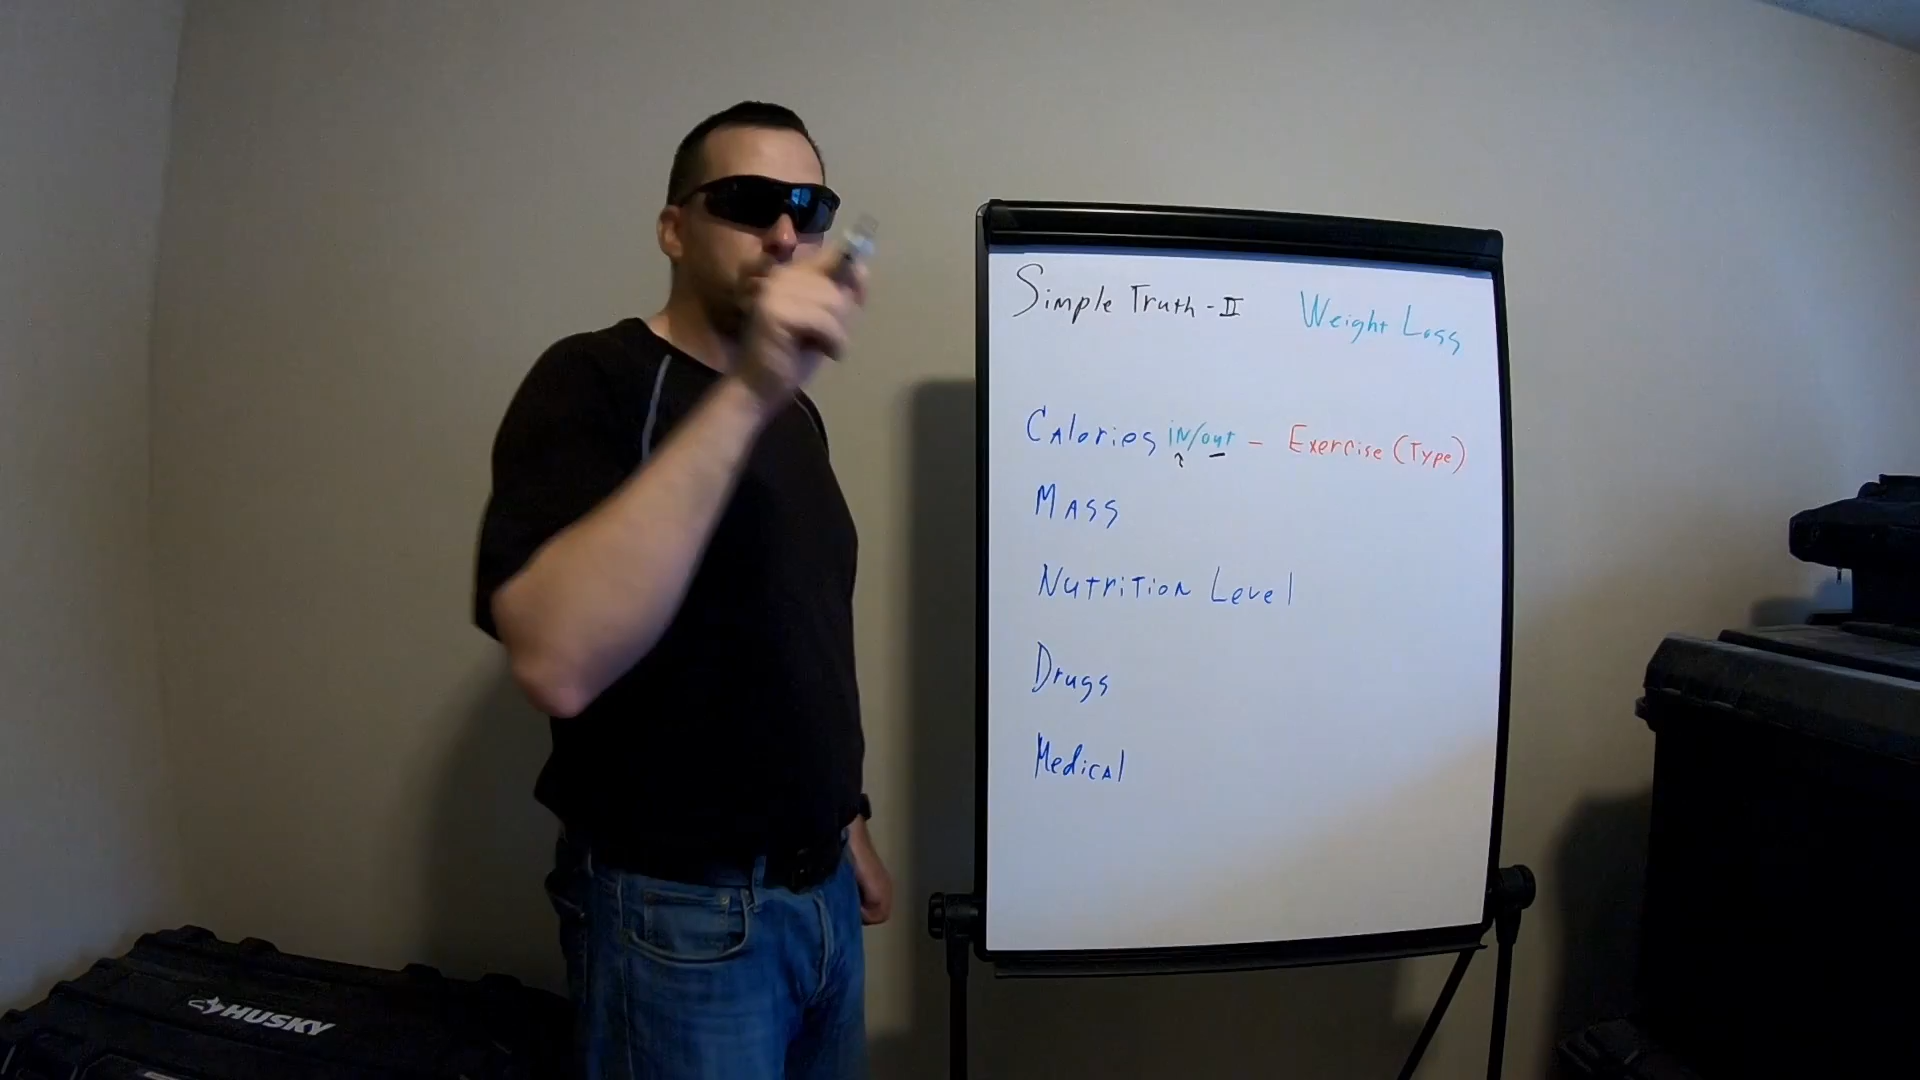 Simple Truth - II Weight Loss
Calories in/out - Exercise (Type)
Mass
Nutrition Level
Drugs
Medical
HUSKY